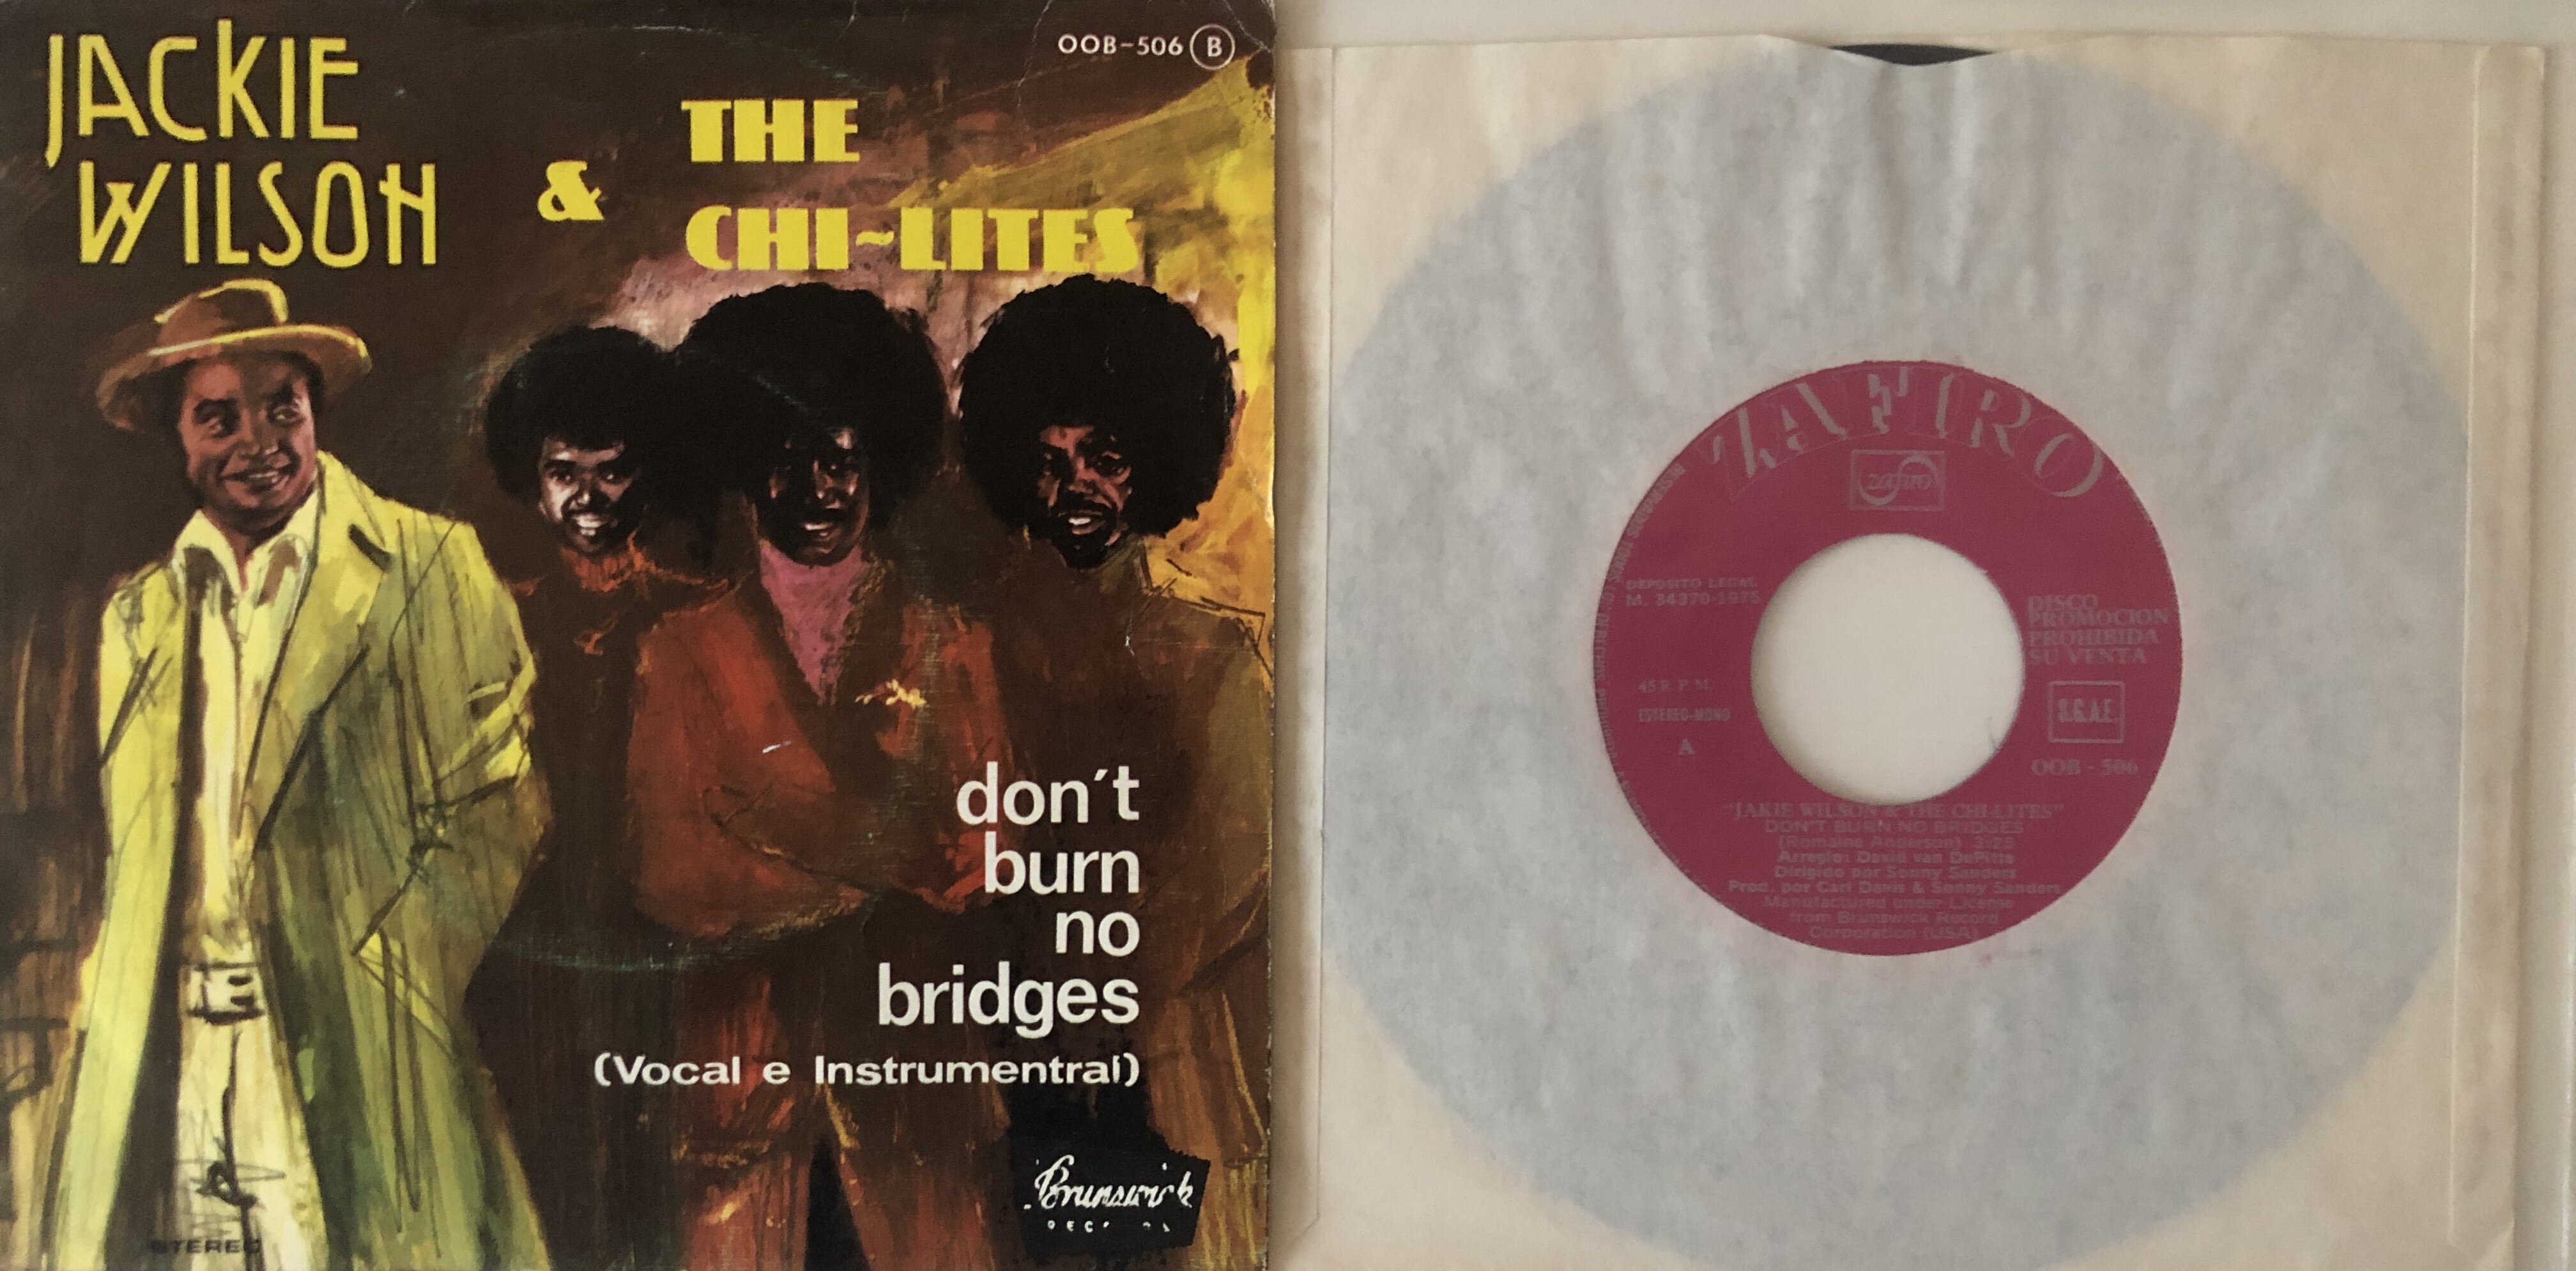 JACKIE
WILSON
&
THE
CHI~LITES
OOB-506 B
don´t
burn
no
bridges
(Vocal e Instrumentral)
Brunswick
STEREO
ZAFIRO
zafiro
DEPOSITO LEGAL
M. 34370-1975
45 R. P. M.
ESTEREO-MONO
A
DISCO
PROMOCION
PROHIBIDA
SU VENTA
S.G.A.E.
OOB - 506
"JAKIE WILSON & THE CHI-LITES"
DON'T BURN NO BRIDGES
(Romaine Anderson) 3:25
Arreglo: David van DePitte
Dirigido por Sonny Sanders
Prod. por Carl Davis & Sonny Sanders
Manufactured under License
from Brunswick Record
Corporation (USA)